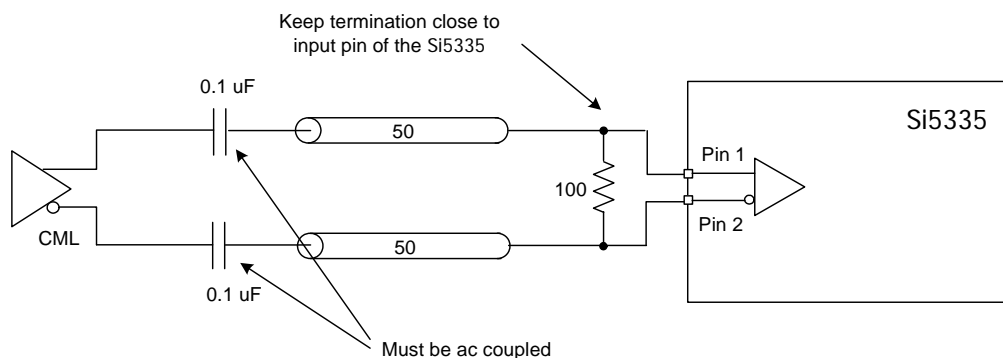 Keep termination close to
input pin of the Si5335
0.1 uF
50
Si5335
Pin 1
100
Pin 2
CML
50
0.1 uF
Must be ac coupled